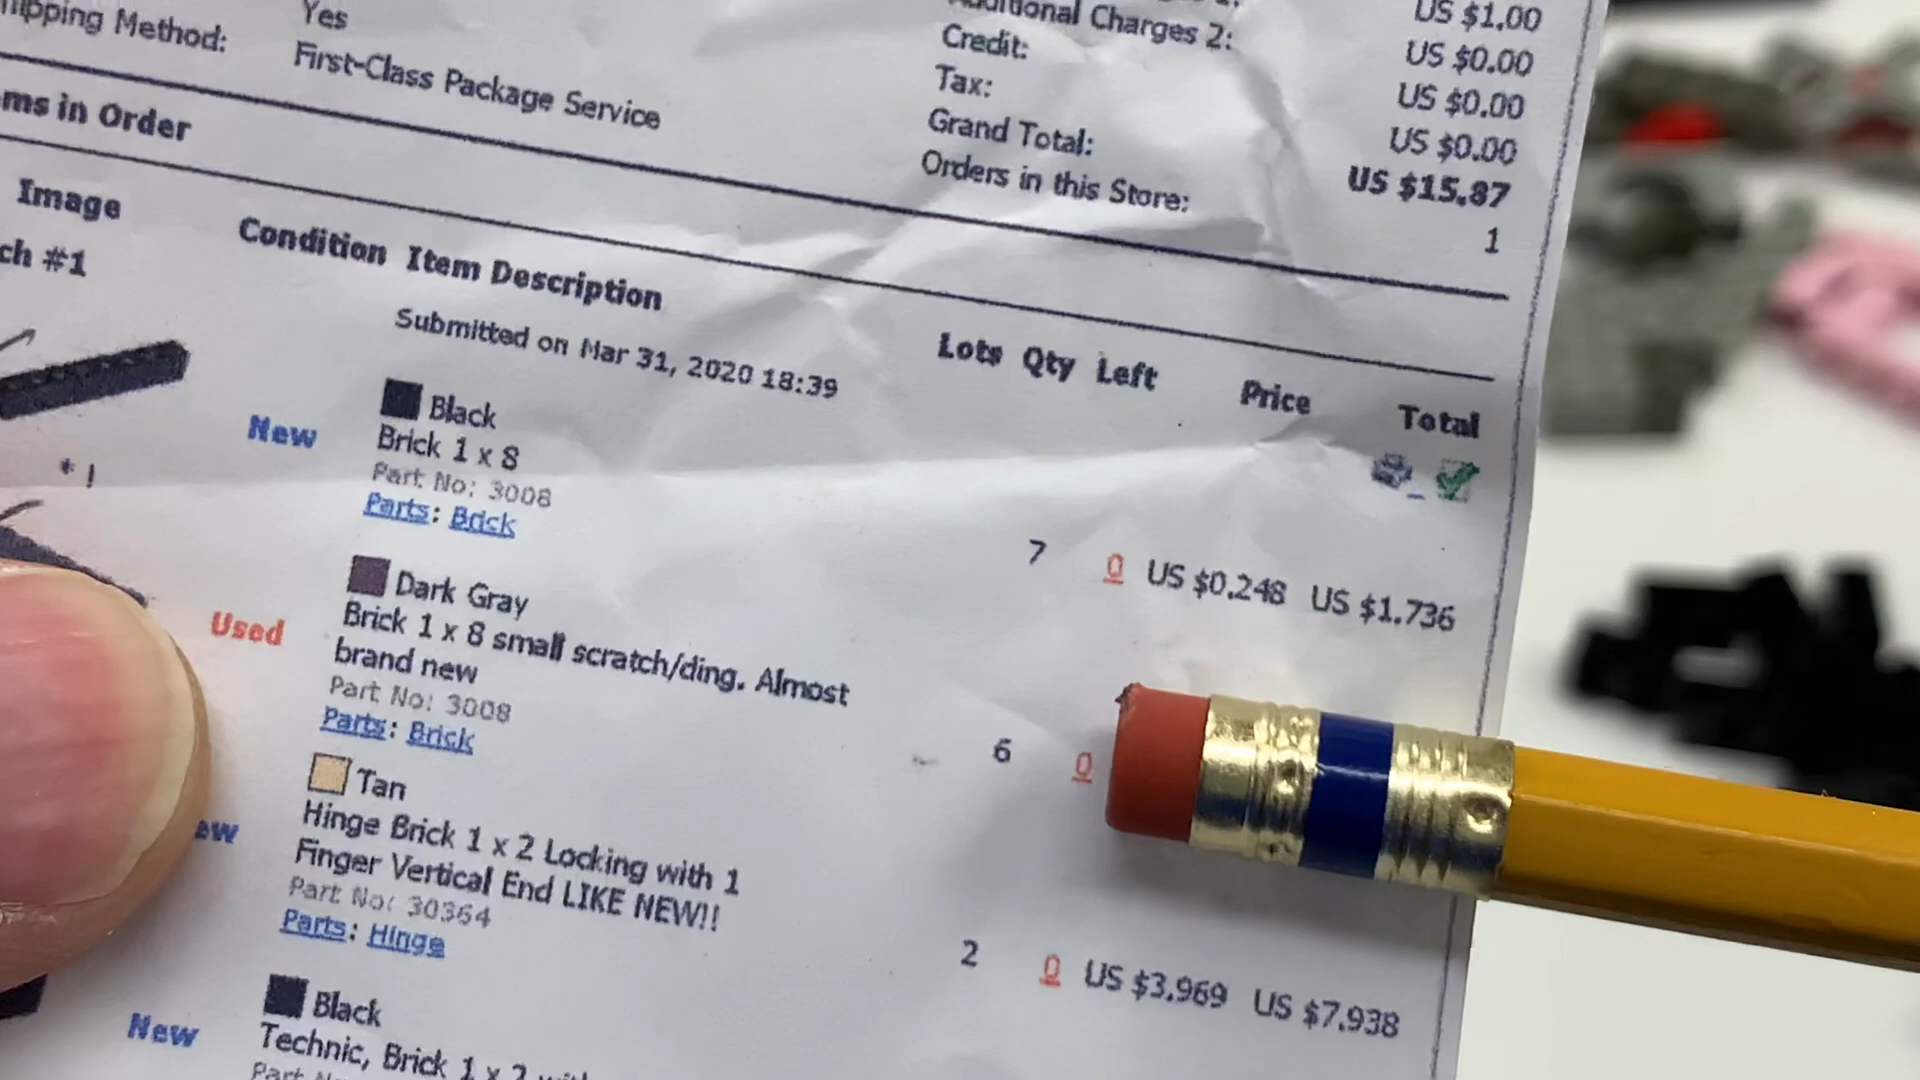 US $1.00
Yes
Additional Charges 2: US $0.00
Shipping Method: First-Class Package Service
Credit: US $0.00
Tax: US $0.00
Grand Total: US $15.87
Orders in this Store: 1
ms in Order
Image Condition Item Description Lots Qty Left Price Total
ch #1 Submitted on Mar 31, 2020 18:39
Black
New Brick 1 x 8 7 0 US $0.248 US $1.736
Part No: 3008
Parts: Brick
* !
Dark Gray
Used Brick 1 x 8 small scratch/ding. Almost 6 0
brand new
Part No: 3008
Parts: Brick
Tan
ew Hinge Brick 1 x 2 Locking with 1 2 0 US $3.969 US $7.938
Finger Vertical End LIKE NEW!!
Part No: 30364
Parts: Hinge
Black
New Technic, Brick 1 x 2